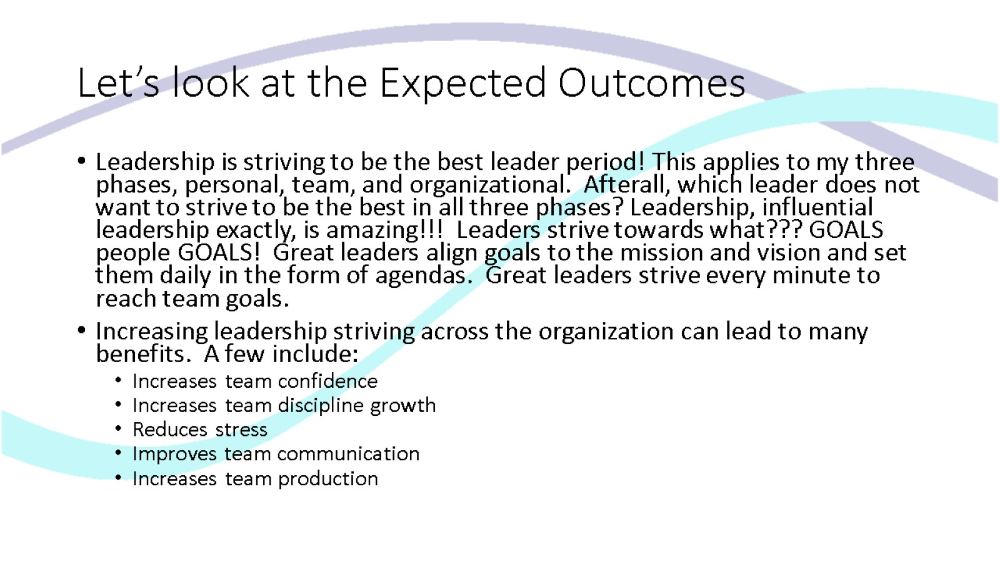 Let’s look at the Expected Outcomes
• Leadership is striving to be the best leader period! This applies to my three
phases, personal, team, and organizational.  Afterall, which leader does not
want to strive to be the best in all three phases? Leadership, influential
leadership exactly, is amazing!!!  Leaders strive towards what??? GOALS
people GOALS!  Great leaders align goals to the mission and vision and set
them daily in the form of agendas.  Great leaders strive every minute to
reach team goals.
• Increasing leadership striving across the organization can lead to many
benefits.  A few include:
• Increases team confidence
• Increases team discipline growth
• Reduces stress
• Improves team communication
• Increases team production